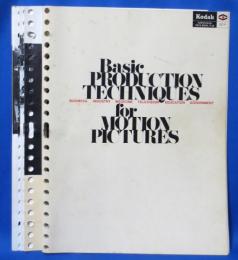 Kodak
Basic
PRODUCTION
TECHNIQUES
BUSINESS INDUSTRY MEDICINE TELEVISION EDUCATION GOVERNMENT
for
MOTION
PICTURES